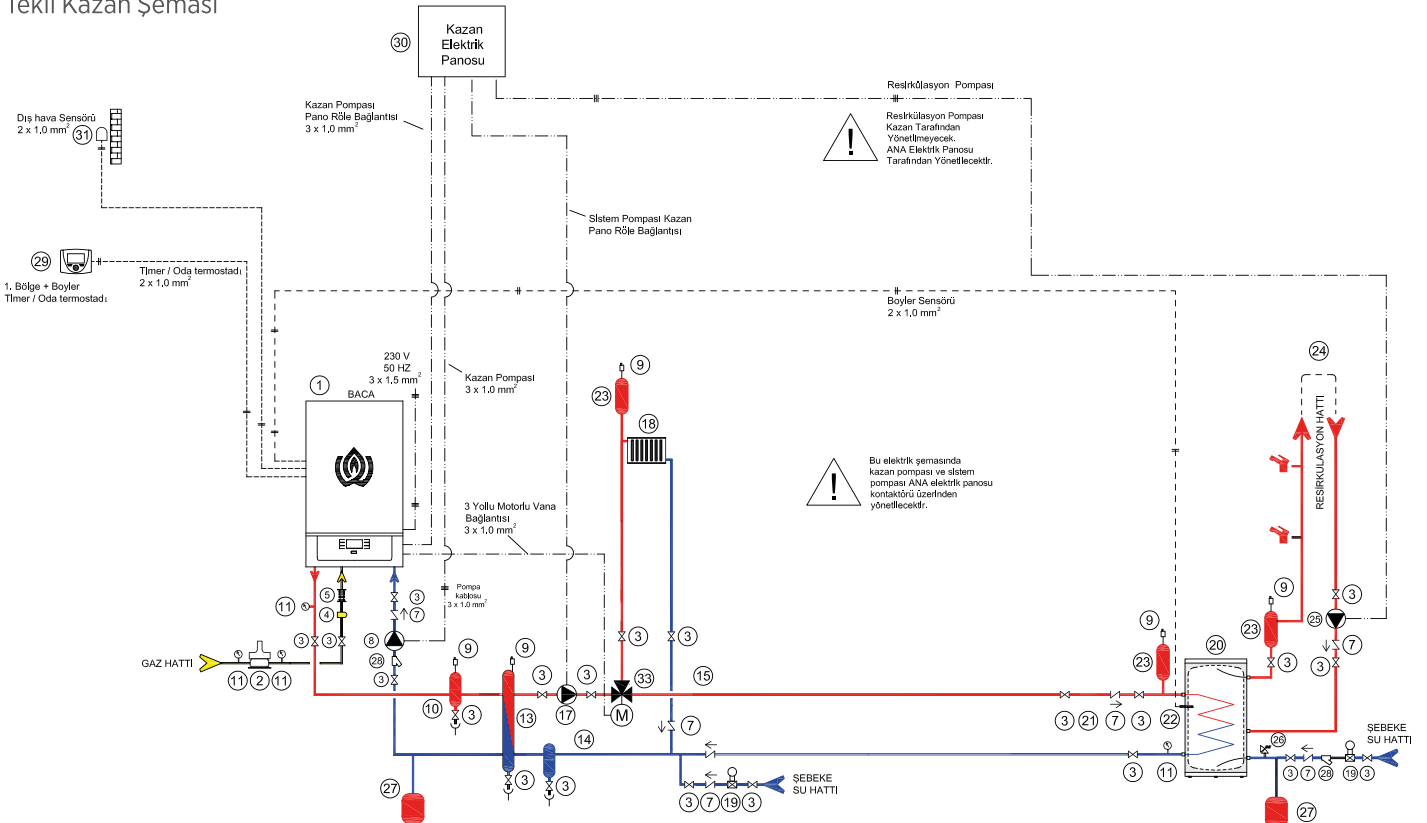 Tekli Kazan Şeması
30
Kazan
Elektrik
Panosu
Resirkülasyon Pompası
Kazan Pompası
Pano Röle Bağlantısı
3 x 1,0 mm²
Dış hava Sensörü
2 x 1,0 mm²
31
!
Resirkülasyon Pompası
Kazan Tarafından
Yönetilmeyecek.
ANA Elektrik Panosu
Tarafından Yönetilecektir.
Sistem Pompası Kazan
Pano Röle Bağlantısı
29
1. Bölge + Boyler
Timer / Oda termostadı
Timer / Oda termostadı
2 x 1,0 mm²
Boyler Sensörü
2 x 1,0 mm²
24
RESİRKULASYON HATTI
230 V
50 HZ
3 x 1,5 mm²
1
BACA
Kazan Pompası
3 x 1.0 mm²
9
23
18
!
Bu elektrik şemasında
kazan pompası ve sistem
pompası ANA elektrik panosu
kontaktörü üzerinden
yönetilecektir.
3 Yollu Motorlu Vana
Bağlantısı
3 x 1.0 mm²
Pompa
kablosu
3 x 1.0 mm²
11
5
4
3
3
3
7
8
28
3
GAZ HATTI
11
2
11
9
10
3
9
13
3
3
17
3
33
M
3
3
15
14
3
7
27
3
7
19
3
ŞEBEKE
SU HATTI
9
23
3
21
7
3
22
20
3
11
9
23
3
3
25
7
3
26
3
7
28
19
3
27
ŞEBEKE
SU HATTI